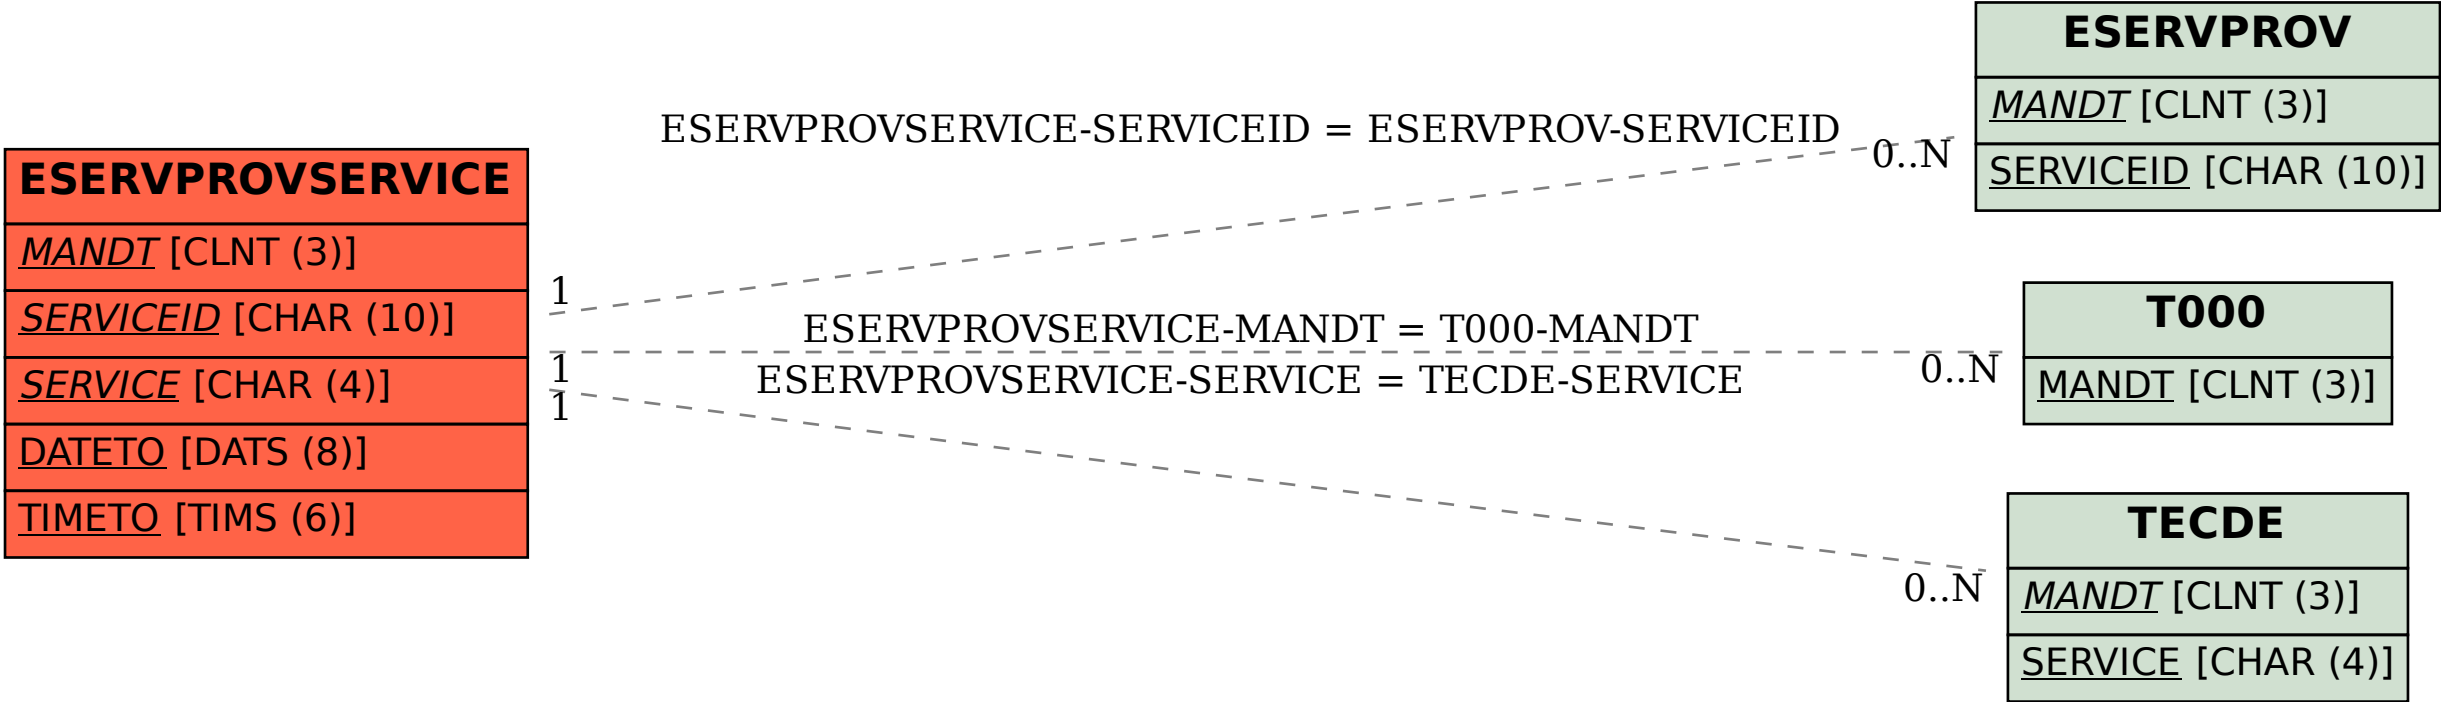 ESERVPROVSERVICE
MANDT [CLNT (3)]
SERVICEID [CHAR (10)]
SERVICE [CHAR (4)]
DATETO [DATS (8)]
TIMETO [TIMS (6)]
ESERVPROVSERVICE-SERVICEID = ESERVPROV-SERVICEID
1
0..N
ESERVPROVSERVICE-MANDT = T000-MANDT
1
0..N
ESERVPROVSERVICE-SERVICE = TECDE-SERVICE
1
0..N
ESERVPROV
MANDT [CLNT (3)]
SERVICEID [CHAR (10)]
T000
MANDT [CLNT (3)]
TECDE
MANDT [CLNT (3)]
SERVICE [CHAR (4)]